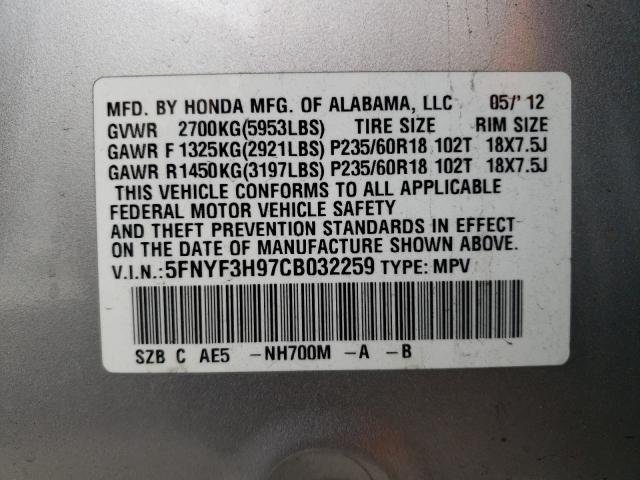 MFD. BY HONDA MFG. OF ALABAMA, LLC 05/' 12
GVWR 2700KG(5953LBS) TIRE SIZE RIM SIZE
GAWR F 1325KG(2921LBS) P235/60R18 102T 18X7.5J
GAWR R 1450KG(3197LBS) P235/60R18 102T 18X7.5J
THIS VEHICLE CONFORMS TO ALL APPLICABLE
FEDERAL MOTOR VEHICLE SAFETY
AND THEFT PREVENTION STANDARDS IN EFFECT
ON THE DATE OF MANUFACTURE SHOWN ABOVE.
V.I.N.:5FNYF3H97CB032259 TYPE: MPV
SZB C AE5 -NH700M -A -B